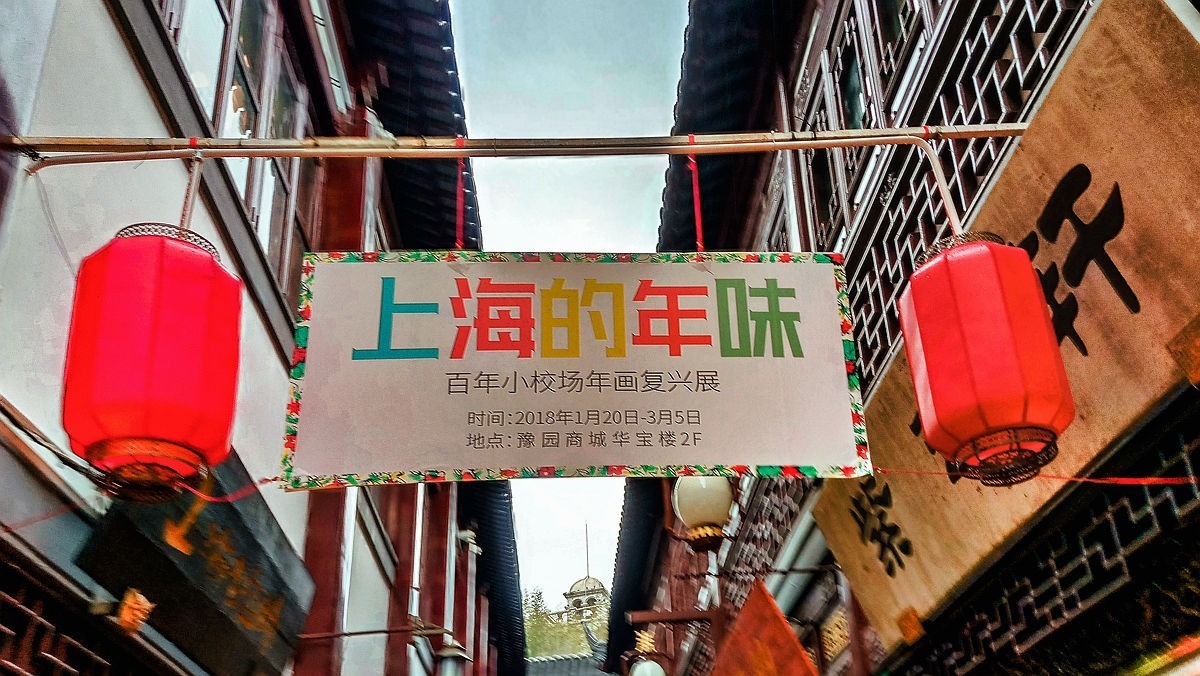 上海的年味
百年小校场年画复兴展
时间:2018年1月20日-3月5日
地点:豫园商城华宝楼2F
轩
紫